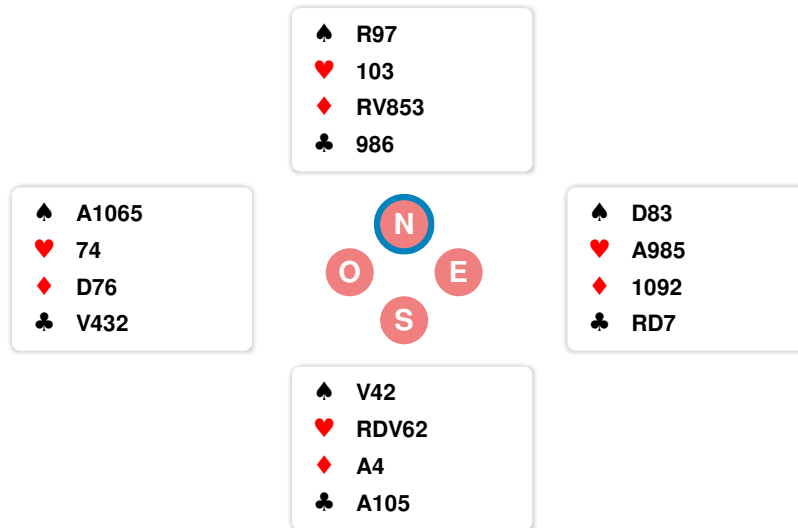 ♠ R97
♥ 103
♦ RV853
♣ 986
♠ A1065
♥ 74
♦ D76
♣ V432
N
O
E
S
♠ D83
♥ A985
♦ 1092
♣ RD7
♠ V42
♥ RDV62
♦ A4
♣ A105